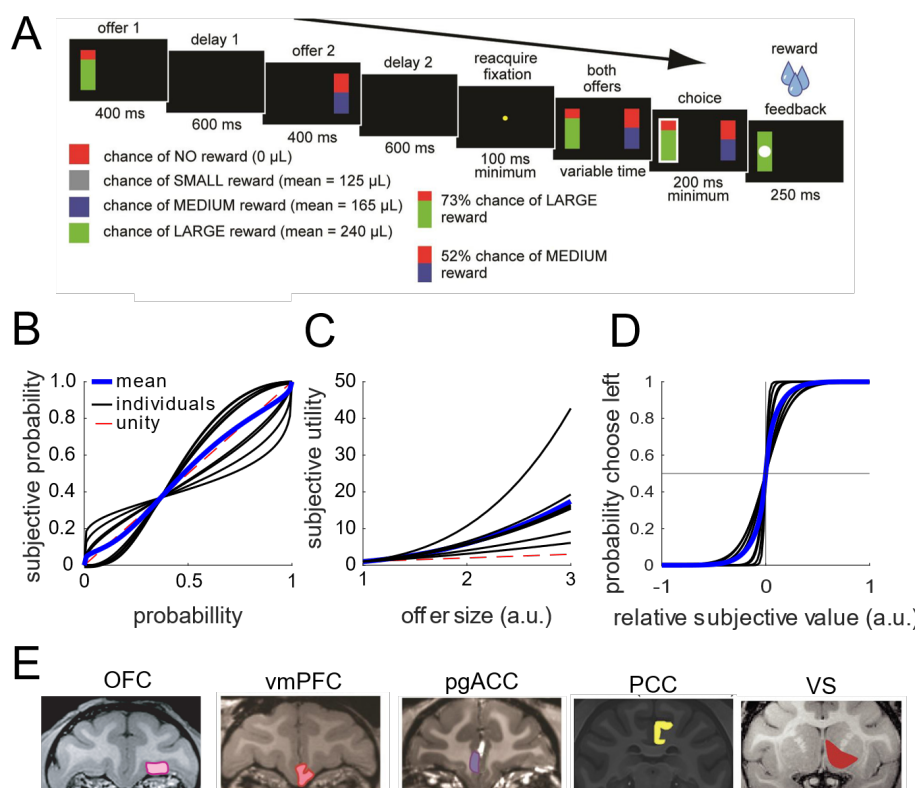 A
offer 1
delay 1
offer 2
delay 2
reacquire
fixation
both
offers
choice
reward
feedback
400 ms
600 ms
400 ms
600 ms
100 ms
minimum
variable time
200 ms
minimum
250 ms
chance of NO reward (0 µL)
chance of SMALL reward (mean = 125 µL)
chance of MEDIUM reward (mean = 165 µL)
chance of LARGE reward (mean = 240 µL)
73% chance of LARGE
reward
52% chance of MEDIUM
reward
B
subjective probability
1.0
0.8
0.6
0.4
0.2
0
0
0.5
1
mean
individuals
unity
probabillity
C
subjective utility
50
40
30
20
10
0
1
2
3
offer size (a.u.)
D
probability choose left
1
0.8
0.6
0.4
0.2
0
-1
0
1
relative subjective value (a.u.)
E
OFC
vmPFC
pgACC
PCC
VS